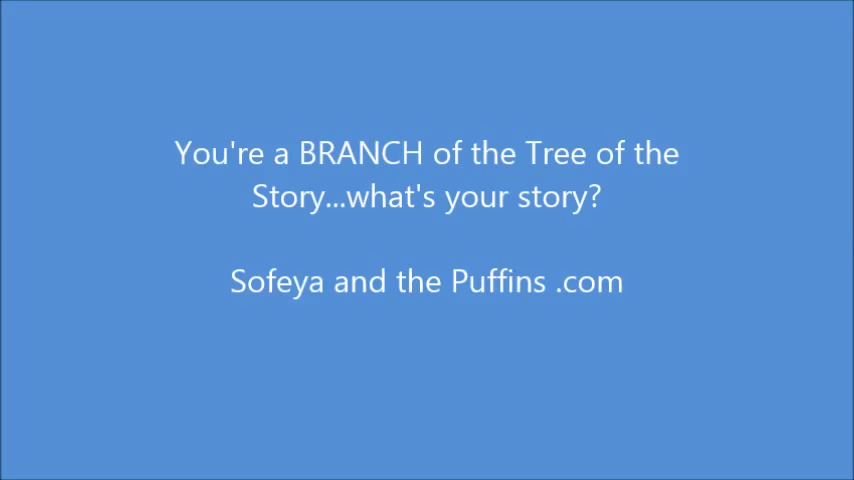 You're a BRANCH of the Tree of the
Story...what's your story?
Sofeya and the Puffins .com